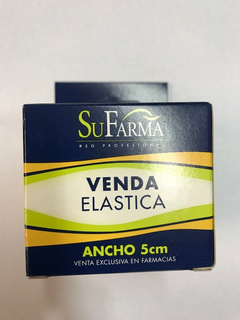 SUFARMA
RED PROFESIONAL
VENDA
ELASTICA
ANCHO 5cm
VENTA EXCLUSIVA EN FARMACIAS